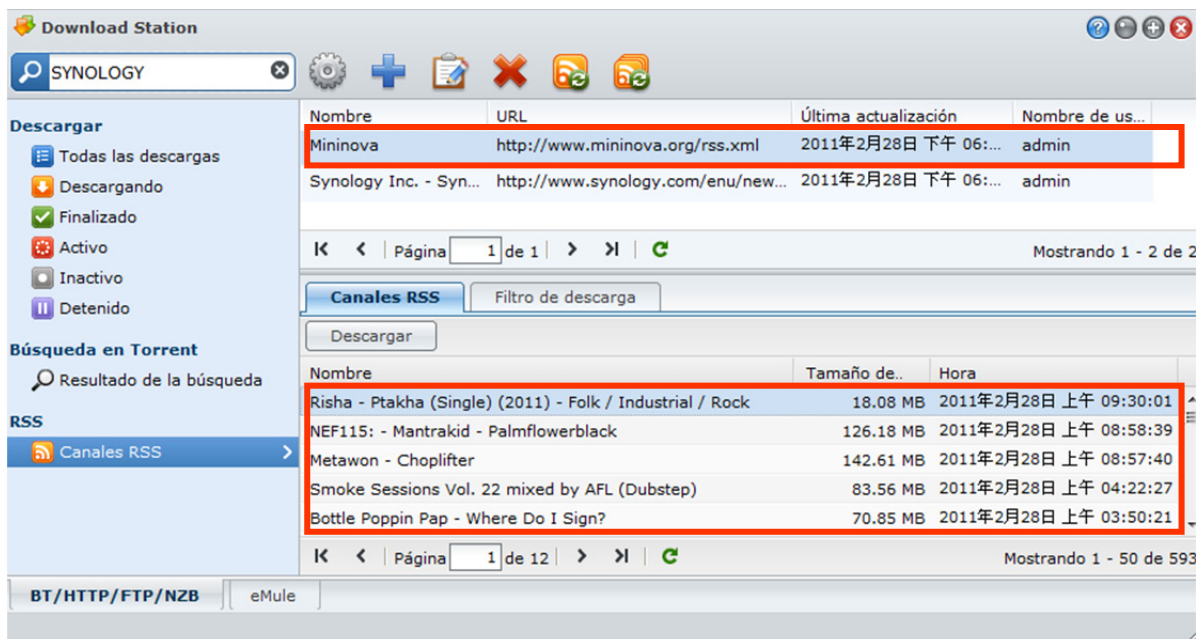 Download Station
SYNOLOGY
Descargar
Todas las descargas
Descargando
Finalizado
Activo
Inactivo
Detenido
Búsqueda en Torrent
Resultado de la búsqueda
RSS
Canales RSS
Nombre URL Última actualización Nombre de us...
Mininova http://www.mininova.org/rss.xml 2011年2月28日 下午 06:... admin
Synology Inc. - Syn... http://www.synology.com/enu/new... 2011年2月28日 下午 06:... admin
Página 1 de 1 Mostrando 1 - 2 de 2
Canales RSS Filtro de descarga
Descargar
Nombre Tamaño de.. Hora
Risha - Ptakha (Single) (2011) - Folk / Industrial / Rock 18.08 MB 2011年2月28日 上午 09:30:01
NEF115: - Mantrakid - Palmflowerblack 126.18 MB 2011年2月28日 上午 08:58:39
Metawon - Choplifter 142.61 MB 2011年2月28日 上午 08:57:40
Smoke Sessions Vol. 22 mixed by AFL (Dubstep) 83.56 MB 2011年2月28日 上午 04:22:27
Bottle Poppin Pap - Where Do I Sign? 70.85 MB 2011年2月28日 上午 03:50:21
Página 1 de 12 Mostrando 1 - 50 de 593
BT/HTTP/FTP/NZB eMule